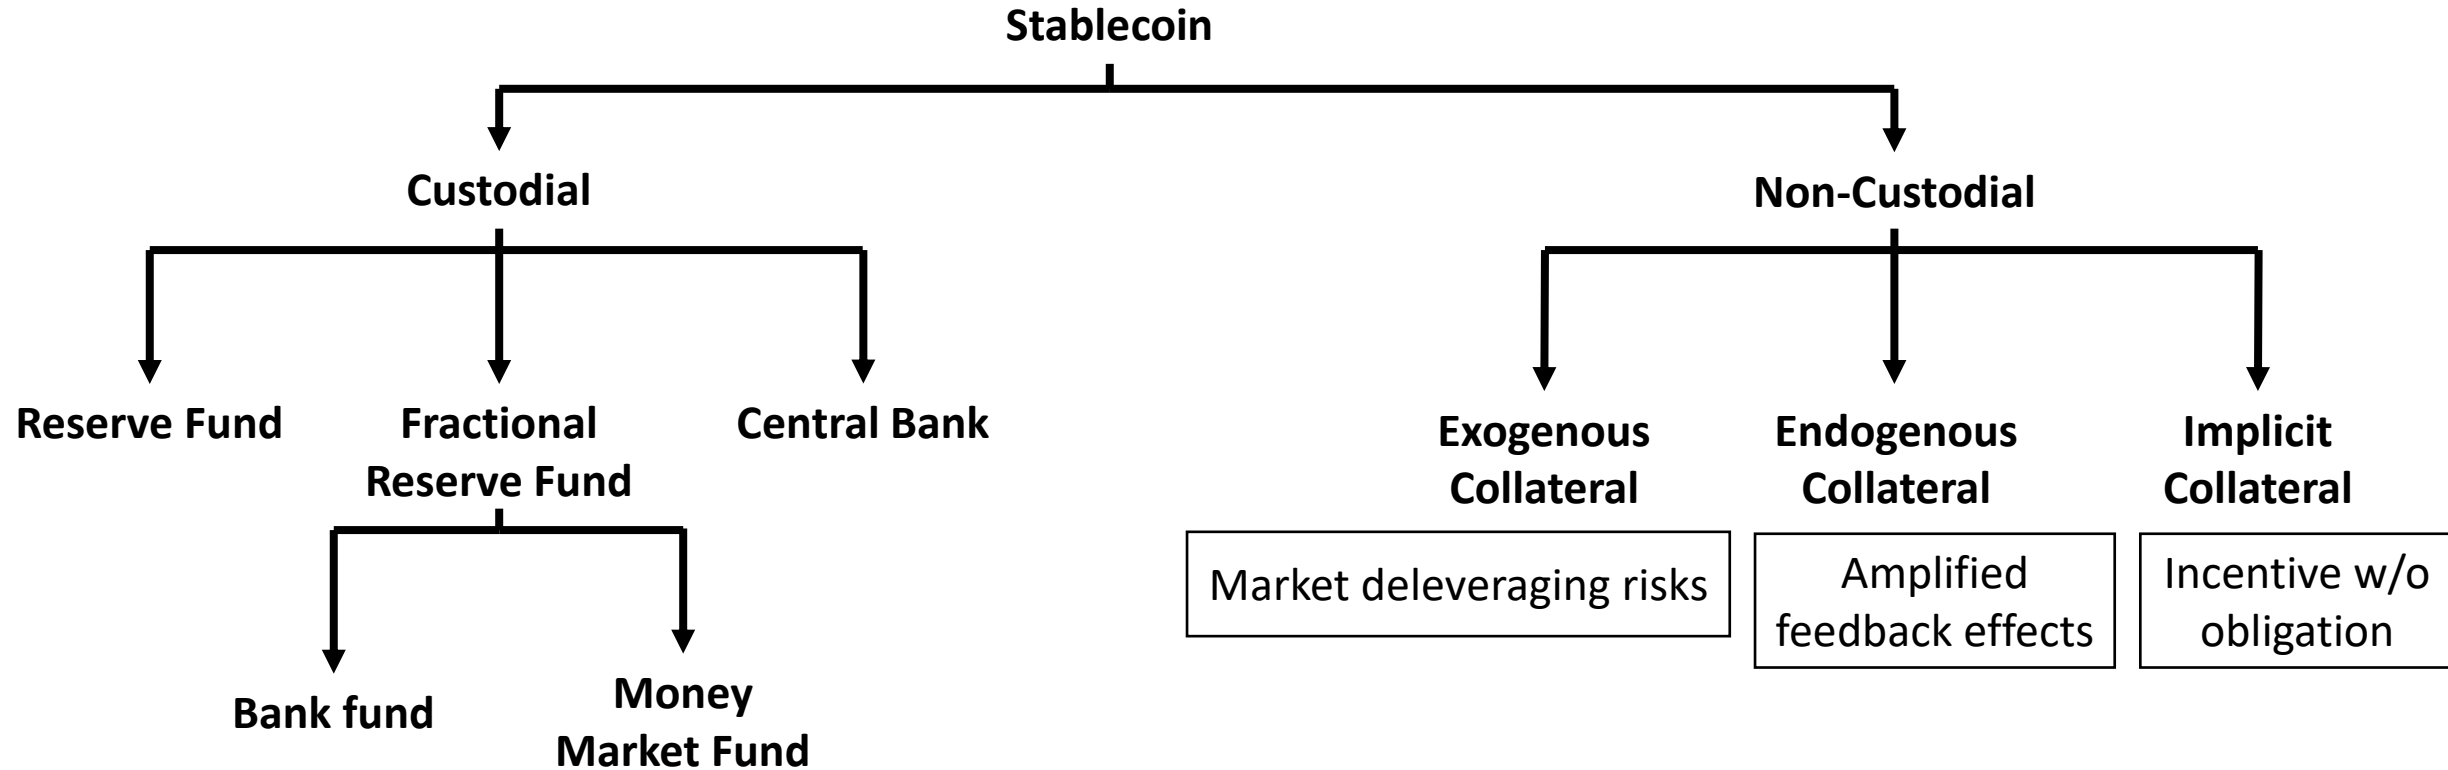 Stablecoin
Custodial
Non-Custodial
Reserve Fund
Fractional
Reserve Fund
Central Bank
Exogenous
Collateral
Endogenous
Collateral
Implicit
Collateral
Market deleveraging risks
Amplified
feedback effects
Incentive w/o
obligation
Bank fund
Money
Market Fund